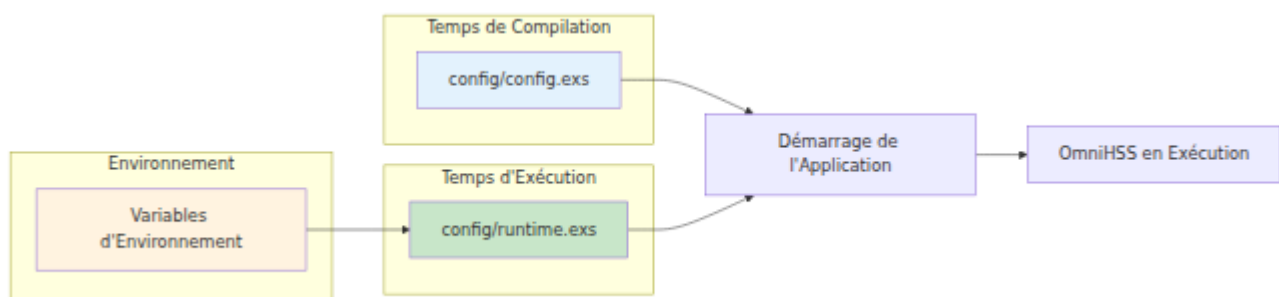 Temps de Compilation
config/config.exs
Environnement
Variables
d'Environnement
Temps d'Exécution
config/runtime.exs
Démarrage de
l'Application
OmniHSS en Exécution